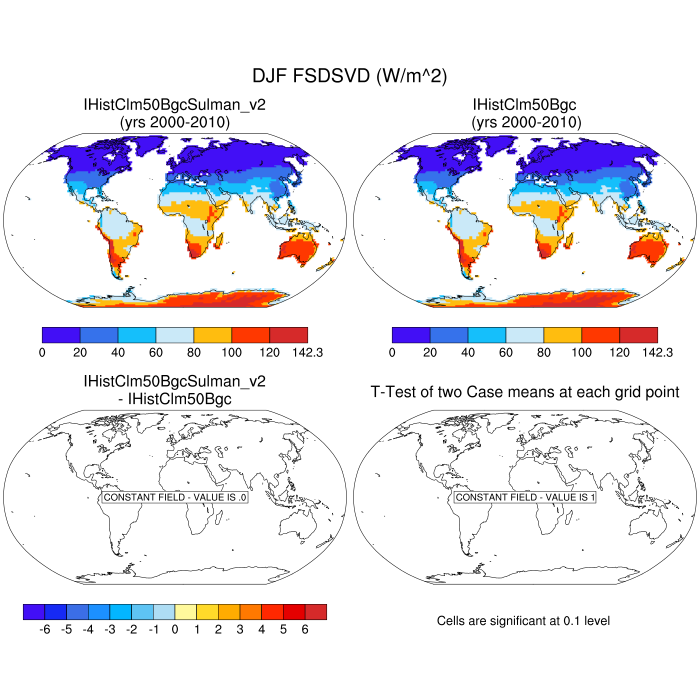 DJF FSDSVD (W/m^2)
IHistClm50BgcSulman_v2
(yrs 2000-2010)
IHistClm50Bgc
(yrs 2000-2010)
0 20 40 60 80 100 120 142.3
0 20 40 60 80 100 120 142.3
IHistClm50BgcSulman_v2
- IHistClm50Bgc
T-Test of two Case means at each grid point
CONSTANT FIELD - VALUE IS .0
CONSTANT FIELD - VALUE IS 1
-6 -5 -4 -3 -2 -1 0 1 2 3 4 5 6
Cells are significant at 0.1 level